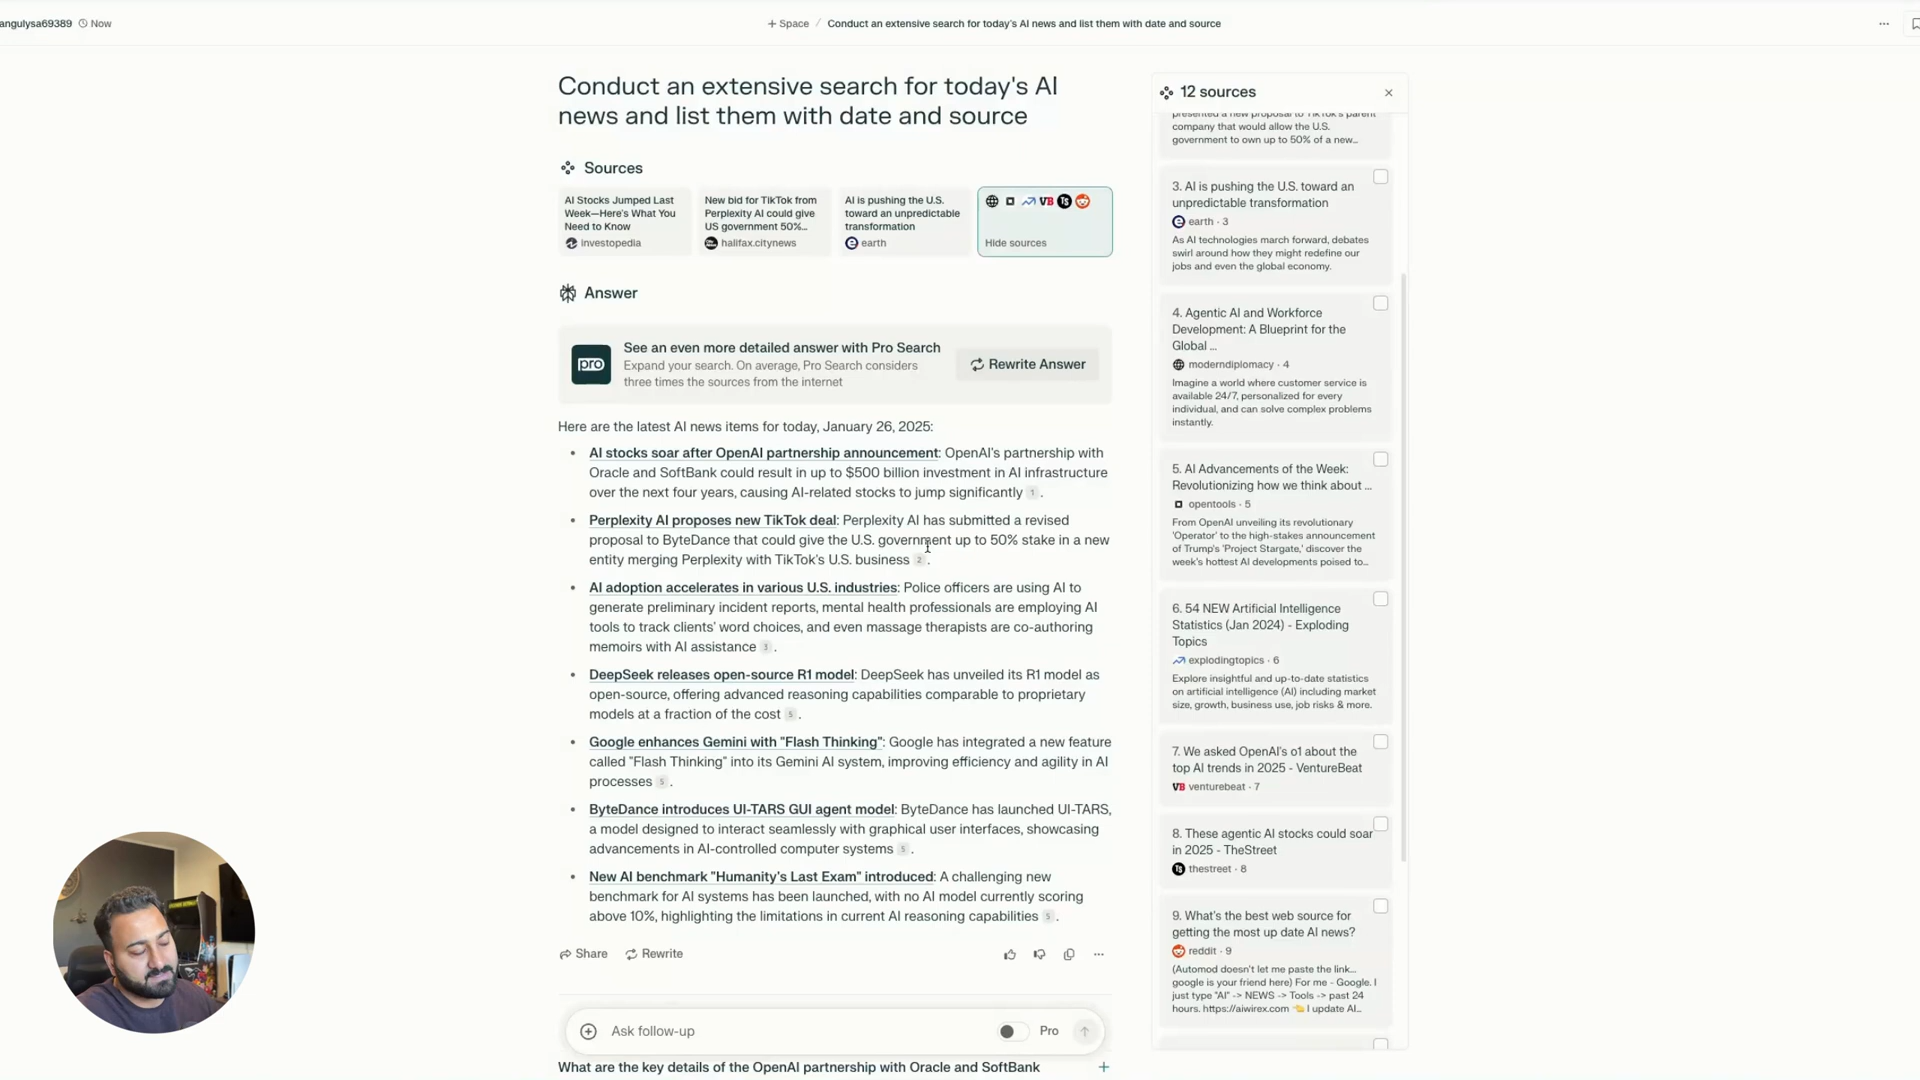 angulysa69389 Now
+ Space / Conduct an extensive search for today's AI news and list them with date and source
Conduct an extensive search for today's AI
news and list them with date and source
Sources
AI Stocks Jumped Last
Week—Here's What You
Need to Know
investopedia
New bid for TikTok from
Perplexity AI could give
US government 50%...
halifax.citynews
AI is pushing the U.S.
toward an unpredictable
transformation
earth
VB TS
Hide sources
Answer
pro
See an even more detailed answer with Pro Search
Expand your search. On average, Pro Search considers
three times the sources from the internet
Rewrite Answer
Here are the latest AI news items for today, January 26, 2025:
• AI stocks soar after OpenAI partnership announcement: OpenAI's partnership with
Oracle and SoftBank could result in up to $500 billion investment in AI infrastructure
over the next four years, causing AI-related stocks to jump significantly 1 .
• Perplexity AI proposes new TikTok deal: Perplexity AI has submitted a revised
proposal to ByteDance that could give the U.S. government up to 50% stake in a new
entity merging Perplexity with TikTok's U.S. business 2 .
• AI adoption accelerates in various U.S. industries: Police officers are using AI to
generate preliminary incident reports, mental health professionals are employing AI
tools to track clients' word choices, and even massage therapists are co-authoring
memoirs with AI assistance 3 .
• DeepSeek releases open-source R1 model: DeepSeek has unveiled its R1 model as
open-source, offering advanced reasoning capabilities comparable to proprietary
models at a fraction of the cost 5 .
• Google enhances Gemini with "Flash Thinking": Google has integrated a new feature
called "Flash Thinking" into its Gemini AI system, improving efficiency and agility in AI
processes 5 .
• ByteDance introduces UI-TARS GUI agent model: ByteDance has launched UI-TARS,
a model designed to interact seamlessly with graphical user interfaces, showcasing
advancements in AI-controlled computer systems 5 .
• New AI benchmark "Humanity's Last Exam" introduced: A challenging new
benchmark for AI systems has been launched, with no AI model currently scoring
above 10%, highlighting the limitations in current AI reasoning capabilities 5 .
Share Rewrite
Ask follow-up Pro
What are the key details of the OpenAI partnership with Oracle and SoftBank
12 sources
presented a new proposal to TikTok's parent
company that would allow the U.S.
government to own up to 50% of a new...
3. AI is pushing the U.S. toward an
unpredictable transformation
earth · 3
As AI technologies march forward, debates
swirl around how they might redefine our
jobs and even the global economy.
4. Agentic AI and Workforce
Development: A Blueprint for the
Global ...
moderndiplomacy · 4
Imagine a world where customer service is
available 24/7, personalized for every
individual, and can solve complex problems
instantly.
5. AI Advancements of the Week:
Revolutionizing how we think about ...
opentools · 5
From OpenAI unveiling its revolutionary
'Operator' to the high-stakes announcement
of Trump's 'Project Stargate,' discover the
week's hottest AI developments poised to...
6. 54 NEW Artificial Intelligence
Statistics (Jan 2024) - Exploding
Topics
explodingtopics · 6
Explore insightful and up-to-date statistics
on artificial intelligence (AI) including market
size, growth, business use, job risks & more.
7. We asked OpenAI's o1 about the
top AI trends in 2025 - VentureBeat
VB venturebeat · 7
8. These agentic AI stocks could soar
in 2025 - TheStreet
TS thestreet · 8
9. What's the best web source for
getting the most up date AI news?
reddit · 9
(Automod doesn't let me paste the link...
google is your friend here) For me - Google. I
just type "AI" -> NEWS -> Tools -> past 24
hours. https://aiwirex.com 👈 I update AI...